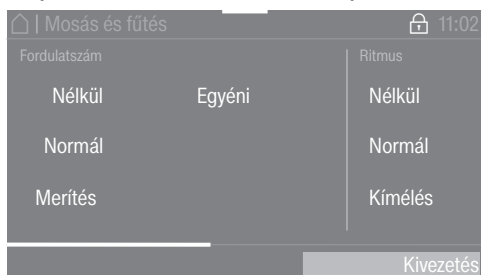 | Mosás és fűtés 11:02
Fordulatszám Ritmus
Nélkül Egyéni Nélkül
Normál Normál
Merítés Kímélés
Kivezetés